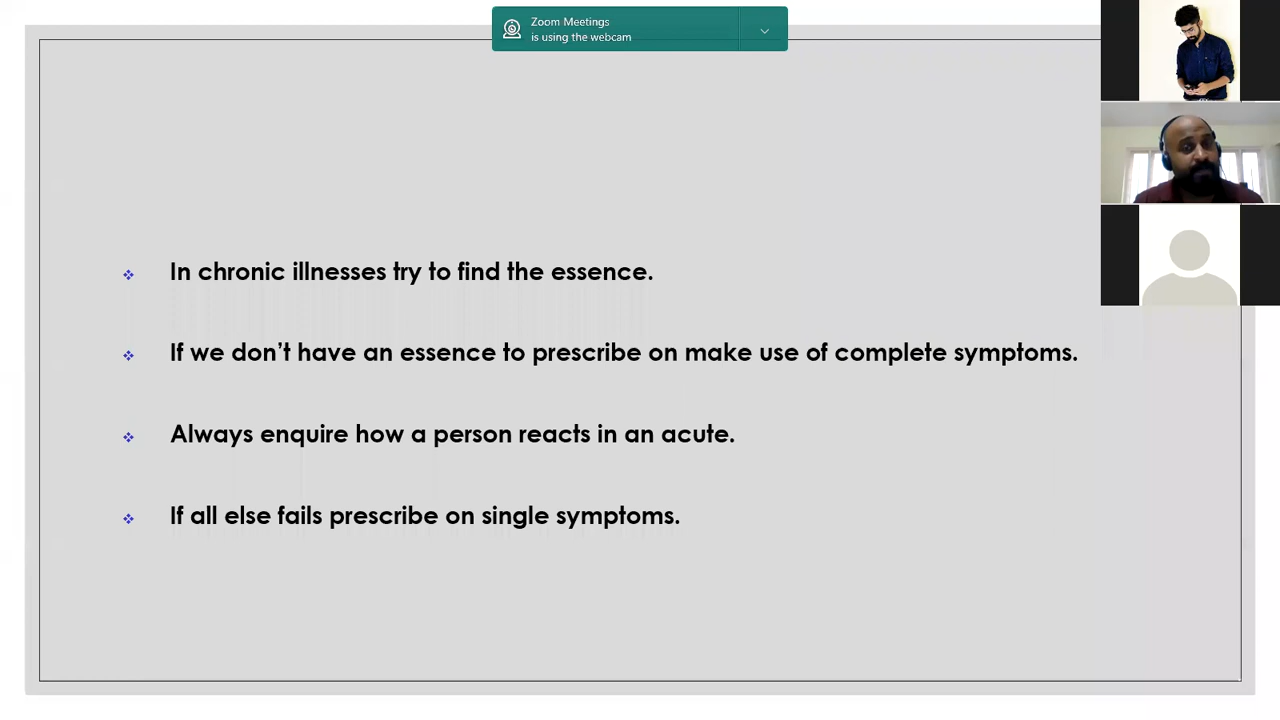 Zoom Meetings
is using the webcam
In chronic illnesses try to find the essence.
If we don't have an essence to prescribe on make use of complete symptoms.
Always enquire how a person reacts in an acute.
If all else fails prescribe on single symptoms.